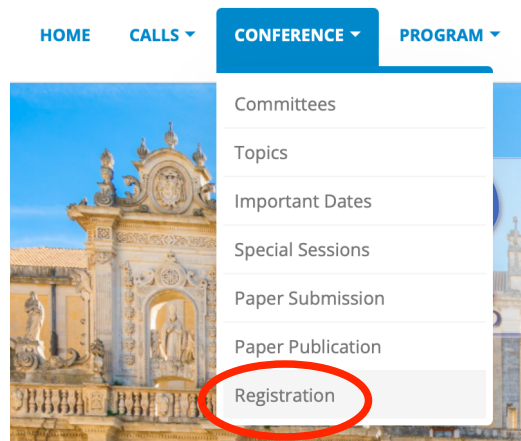 HOME CALLS CONFERENCE PROGRAM
Committees
Topics
Important Dates
Special Sessions
Paper Submission
Paper Publication
Registration